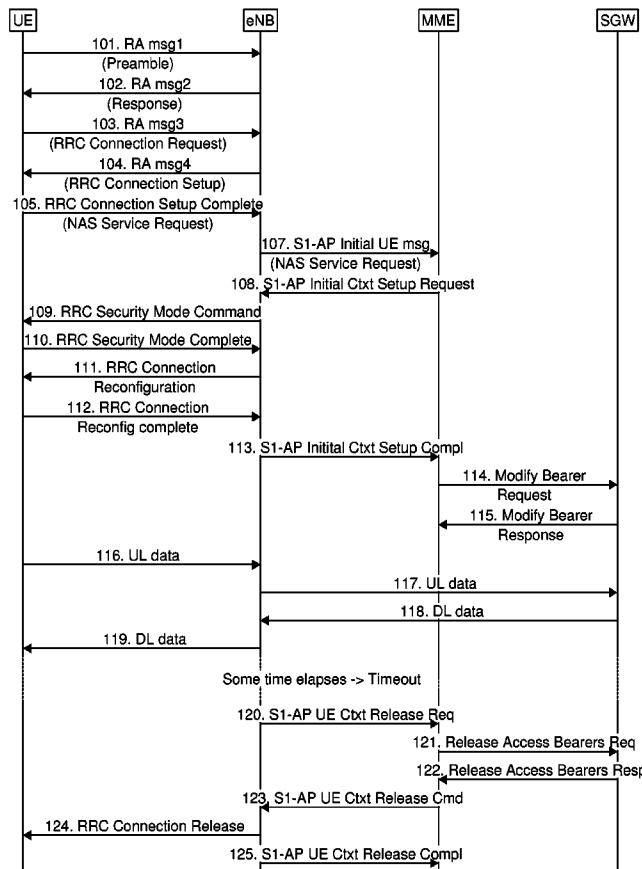 UE eNB MME SGW
101. RA msg1
(Preamble)
102. RA msg2
(Response)
103. RA msg3
(RRC Connection Request)
104. RA msg4
(RRC Connection Setup)
105. RRC Connection Setup Complete
(NAS Service Request)
107. S1-AP Initial UE msg
(NAS Service Request)
108. S1-AP Initial Ctxt Setup Request
109. RRC Security Mode Command
110. RRC Security Mode Complete
111. RRC Connection
Reconfiguration
112. RRC Connection
Reconfig complete
113. S1-AP Initital Ctxt Setup Compl
114. Modify Bearer
Request
115. Modify Bearer
Response
116. UL data
117. UL data
118. DL data
119. DL data
Some time elapses -> Timeout
120. S1-AP UE Ctxt Release Req
121. Release Access Bearers Req
122. Release Access Bearers Resp
123. S1-AP UE Ctxt Release Cmd
124. RRC Connection Release
125. S1-AP UE Ctxt Release Compl